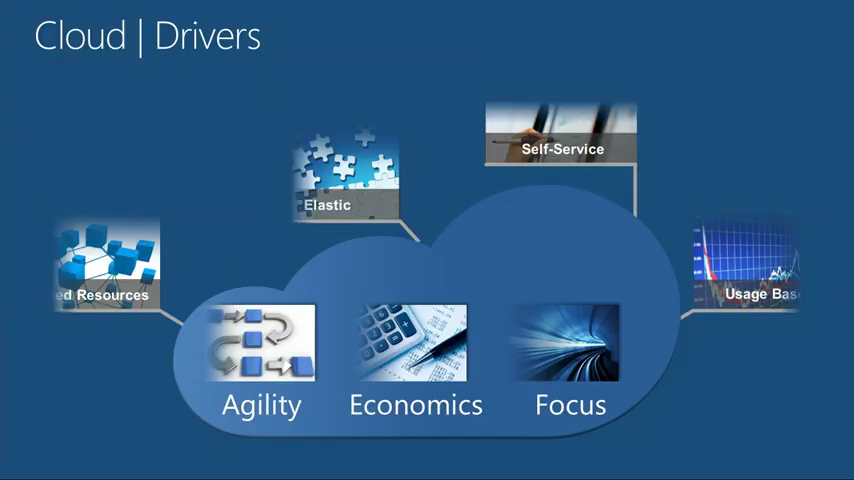 Cloud | Drivers
Self-Service
Elastic
ed Resources
Usage Bas
Agility
Economics
Focus